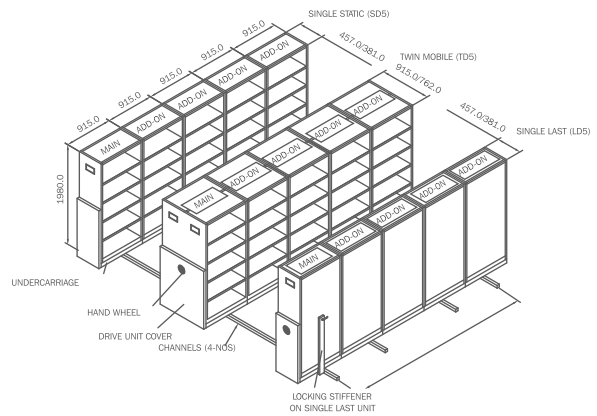 SINGLE STATIC (SD5)
915.0
457.0/381.0
915.0
TWIN MOBILE (TD5)
915.0
915.0/762.0
915.0
457.0/381.0
915.0
SINGLE LAST (LD5)
ADD-ON
ADD-ON
ADD-ON
ADD-ON
MAIN
1980.0
ADD-ON
ADD-ON
ADD-ON
ADD-ON
MAIN
ADD-ON
ADD-ON
ADD-ON
ADD-ON
MAIN
UNDERCARRIAGE
HAND WHEEL
DRIVE UNIT COVER
CHANNELS (4-NOS)
LOCKING STIFFENER
ON SINGLE LAST UNIT